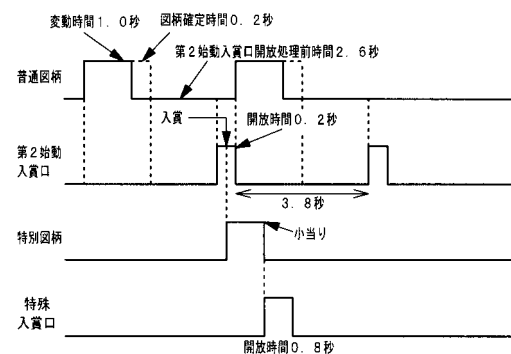 変動時間1.0秒
図柄確定時間0.2秒
第2始動入賞口開放処理前時間2.6秒
普通図柄
入賞
開放時間0.2秒
第2始動
入賞口
3.8秒
特別図柄
小当り
特殊
入賞口
開放時間0.8秒